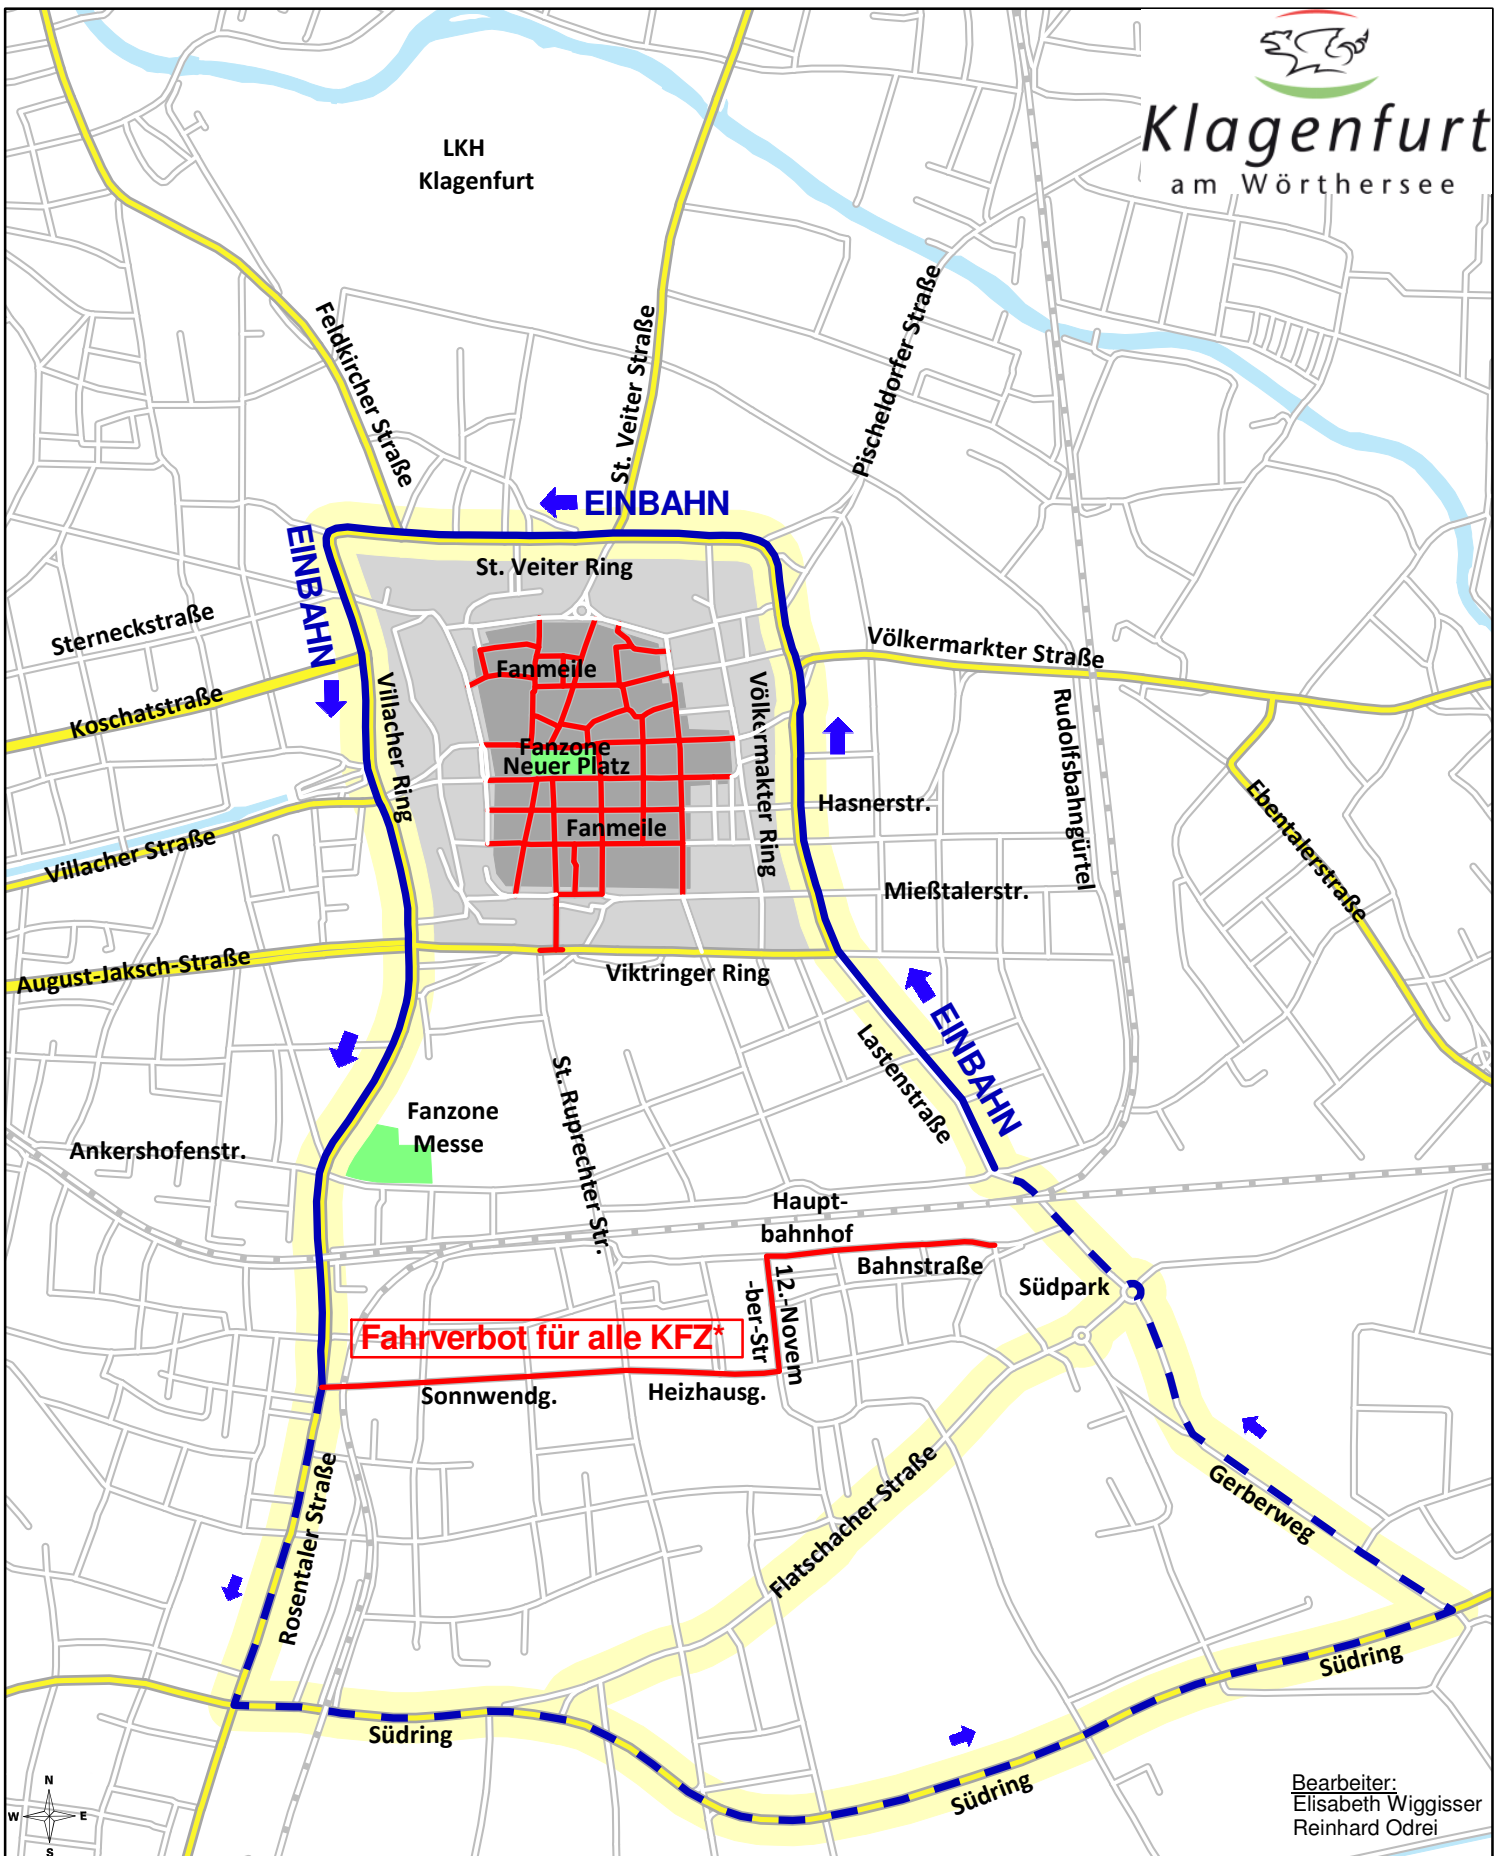 Klagenfurt
am Wörthersee
LKH
Klagenfurt
Feldkircher Straße
St. Veiter Straße
Pischeldorfer Straße
EINBAHN
EINBAHN
St. Veiter Ring
Sterneckstraße
Koschatstraße
Villacher Ring
Fanmeile
Fanzone
Neuer Platz
Fanmeile
Völkermakter Ring
Völkermarkter Straße
Rudolfsbahngürtel
Hasnerstr.
Ebentalerstraße
Villacher Straße
Mießtalerstr.
August-Jaksch-Straße
Viktringer Ring
EINBAHN
Lastenstraße
St. Ruprechter Str.
Fanzone
Messe
Ankershofenstr.
Haupt-
bahnhof
Bahnstraße
Südpark
12.-Novem
-ber-Str
Fahrverbot für alle KFZ*
Sonnwendg.
Heizhausg.
Rosentaler Straße
Flatschacher Straße
Gerberweg
Südring
Südring
Südring
N
W
E
S
Bearbeiter:
Elisabeth Wiggisser
Reinhard Odrei